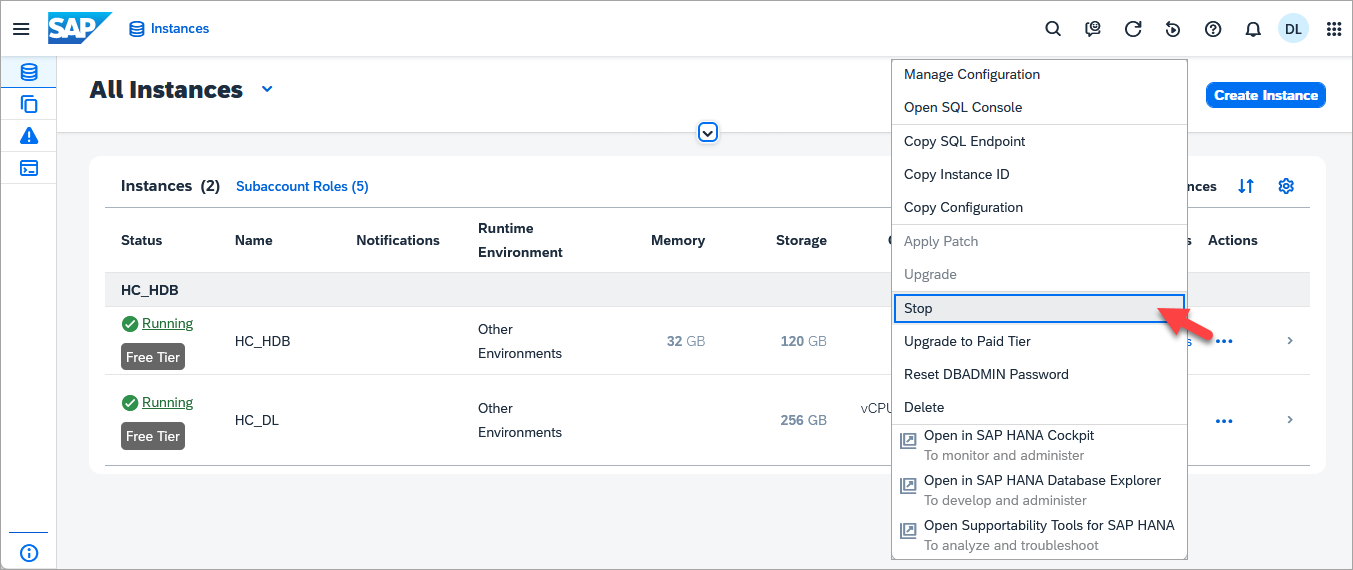 SAP Instances DL
All Instances
Create Instance
Manage Configuration
Open SQL Console
Copy SQL Endpoint
Copy Instance ID
Copy Configuration
Apply Patch
Upgrade
Stop
Upgrade to Paid Tier
Reset DBADMIN Password
Delete
Open in SAP HANA Cockpit
To monitor and administer
Open in SAP HANA Database Explorer
To develop and administer
Open Supportability Tools for SAP HANA
To analyze and troubleshoot
Instances (2) Subaccount Roles (5)
Status Name Notifications Runtime Environment Memory Storage Actions
HC_HDB
Running
Free Tier
HC_HDB
Other
Environments
32 GB
120 GB
Running
Free Tier
HC_DL
Other
Environments
256 GB